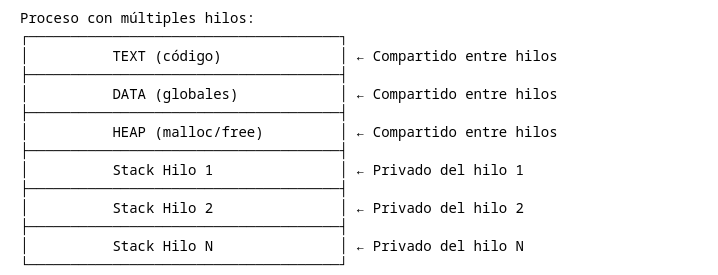 Proceso con múltiples hilos:
TEXT (código) ← Compartido entre hilos
DATA (globales) ← Compartido entre hilos
HEAP (malloc/free) ← Compartido entre hilos
Stack Hilo 1 ← Privado del hilo 1
Stack Hilo 2 ← Privado del hilo 2
Stack Hilo N ← Privado del hilo N